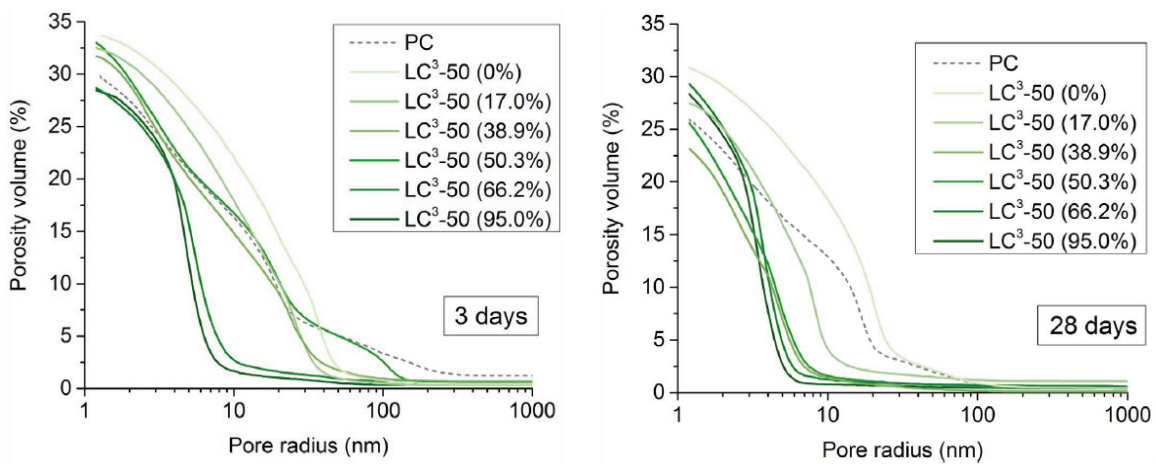 35
30
25
20
15
10
5
0
Porosity volume (%)
PC
LC³-50 (0%)
LC³-50 (17.0%)
LC³-50 (38.9%)
LC³-50 (50.3%)
LC³-50 (66.2%)
LC³-50 (95.0%)
3 days
1 10 100 1000
Pore radius (nm)
35
30
25
20
15
10
5
0
Porosity volume (%)
PC
LC³-50 (0%)
LC³-50 (17.0%)
LC³-50 (38.9%)
LC³-50 (50.3%)
LC³-50 (66.2%)
LC³-50 (95.0%)
28 days
1 10 100 1000
Pore radius (nm)